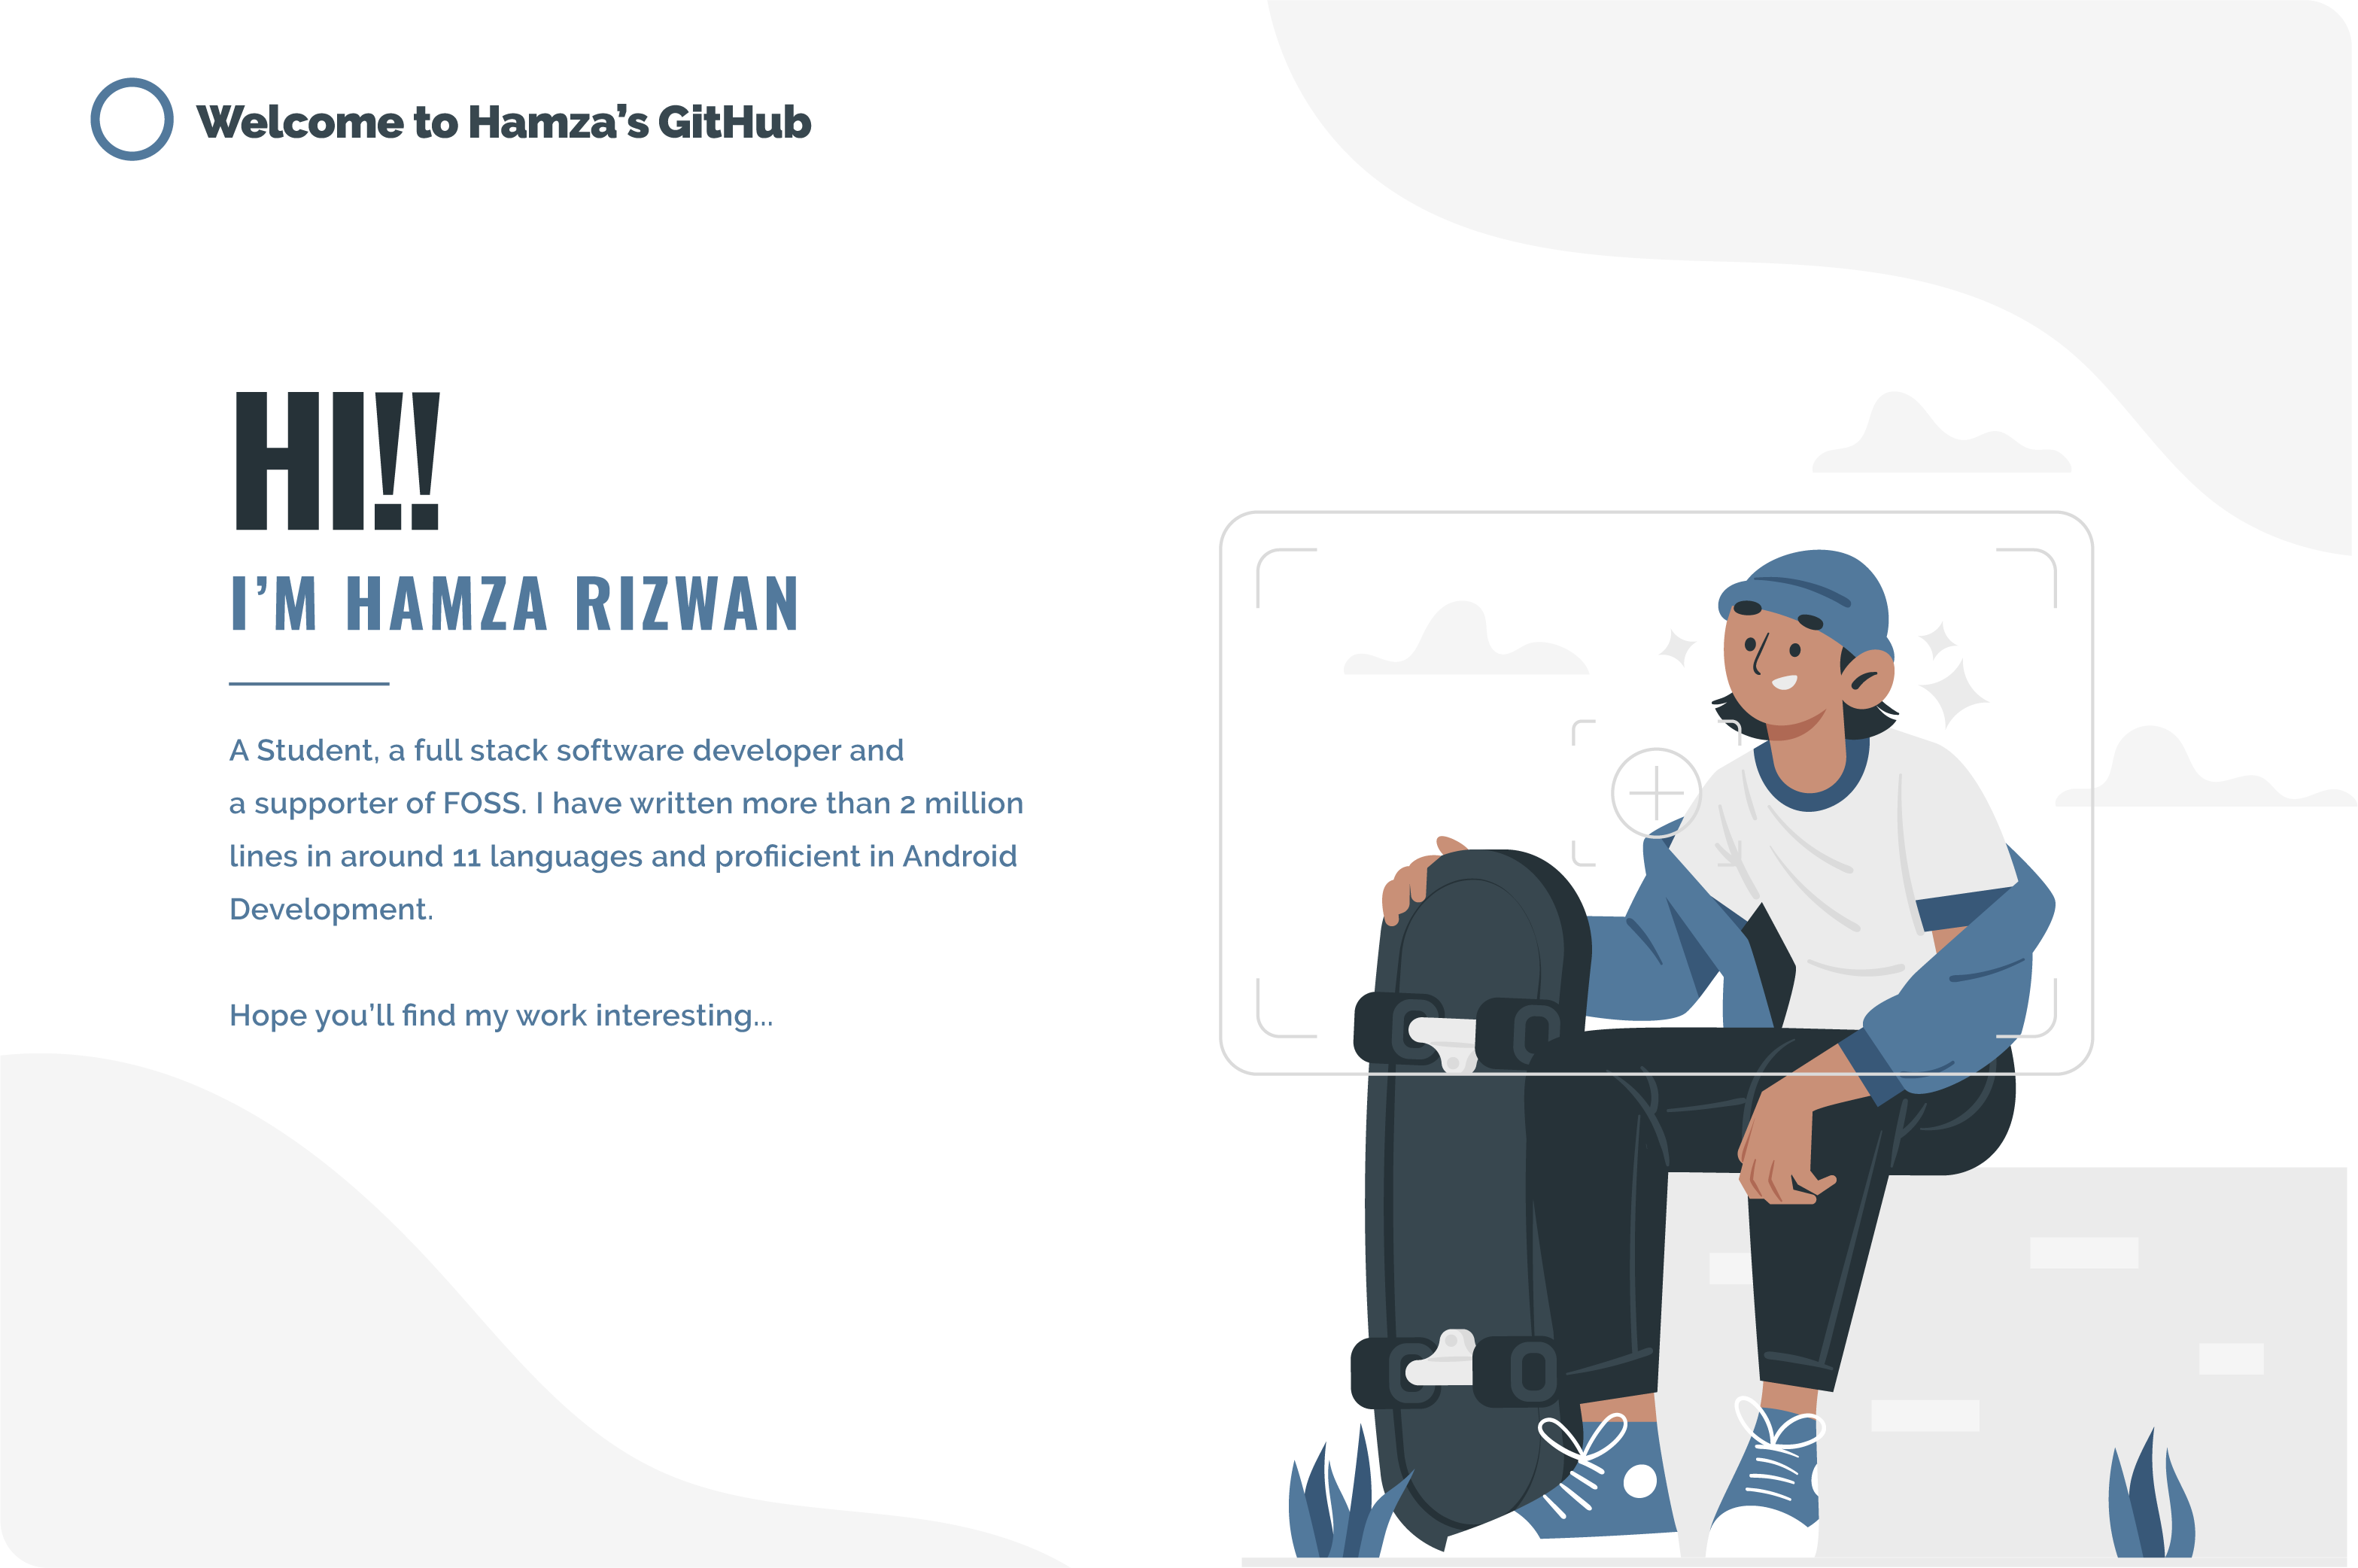 Welcome to Hamza’s GitHub
HI!!
I’M HAMZA RIZWAN
A Student, a full stack software developer and
a supporter of FOSS. I have written more than 2 million
lines in around 11 languages and profiicient in Android
Development.
Hope you’ll find my work interesting...